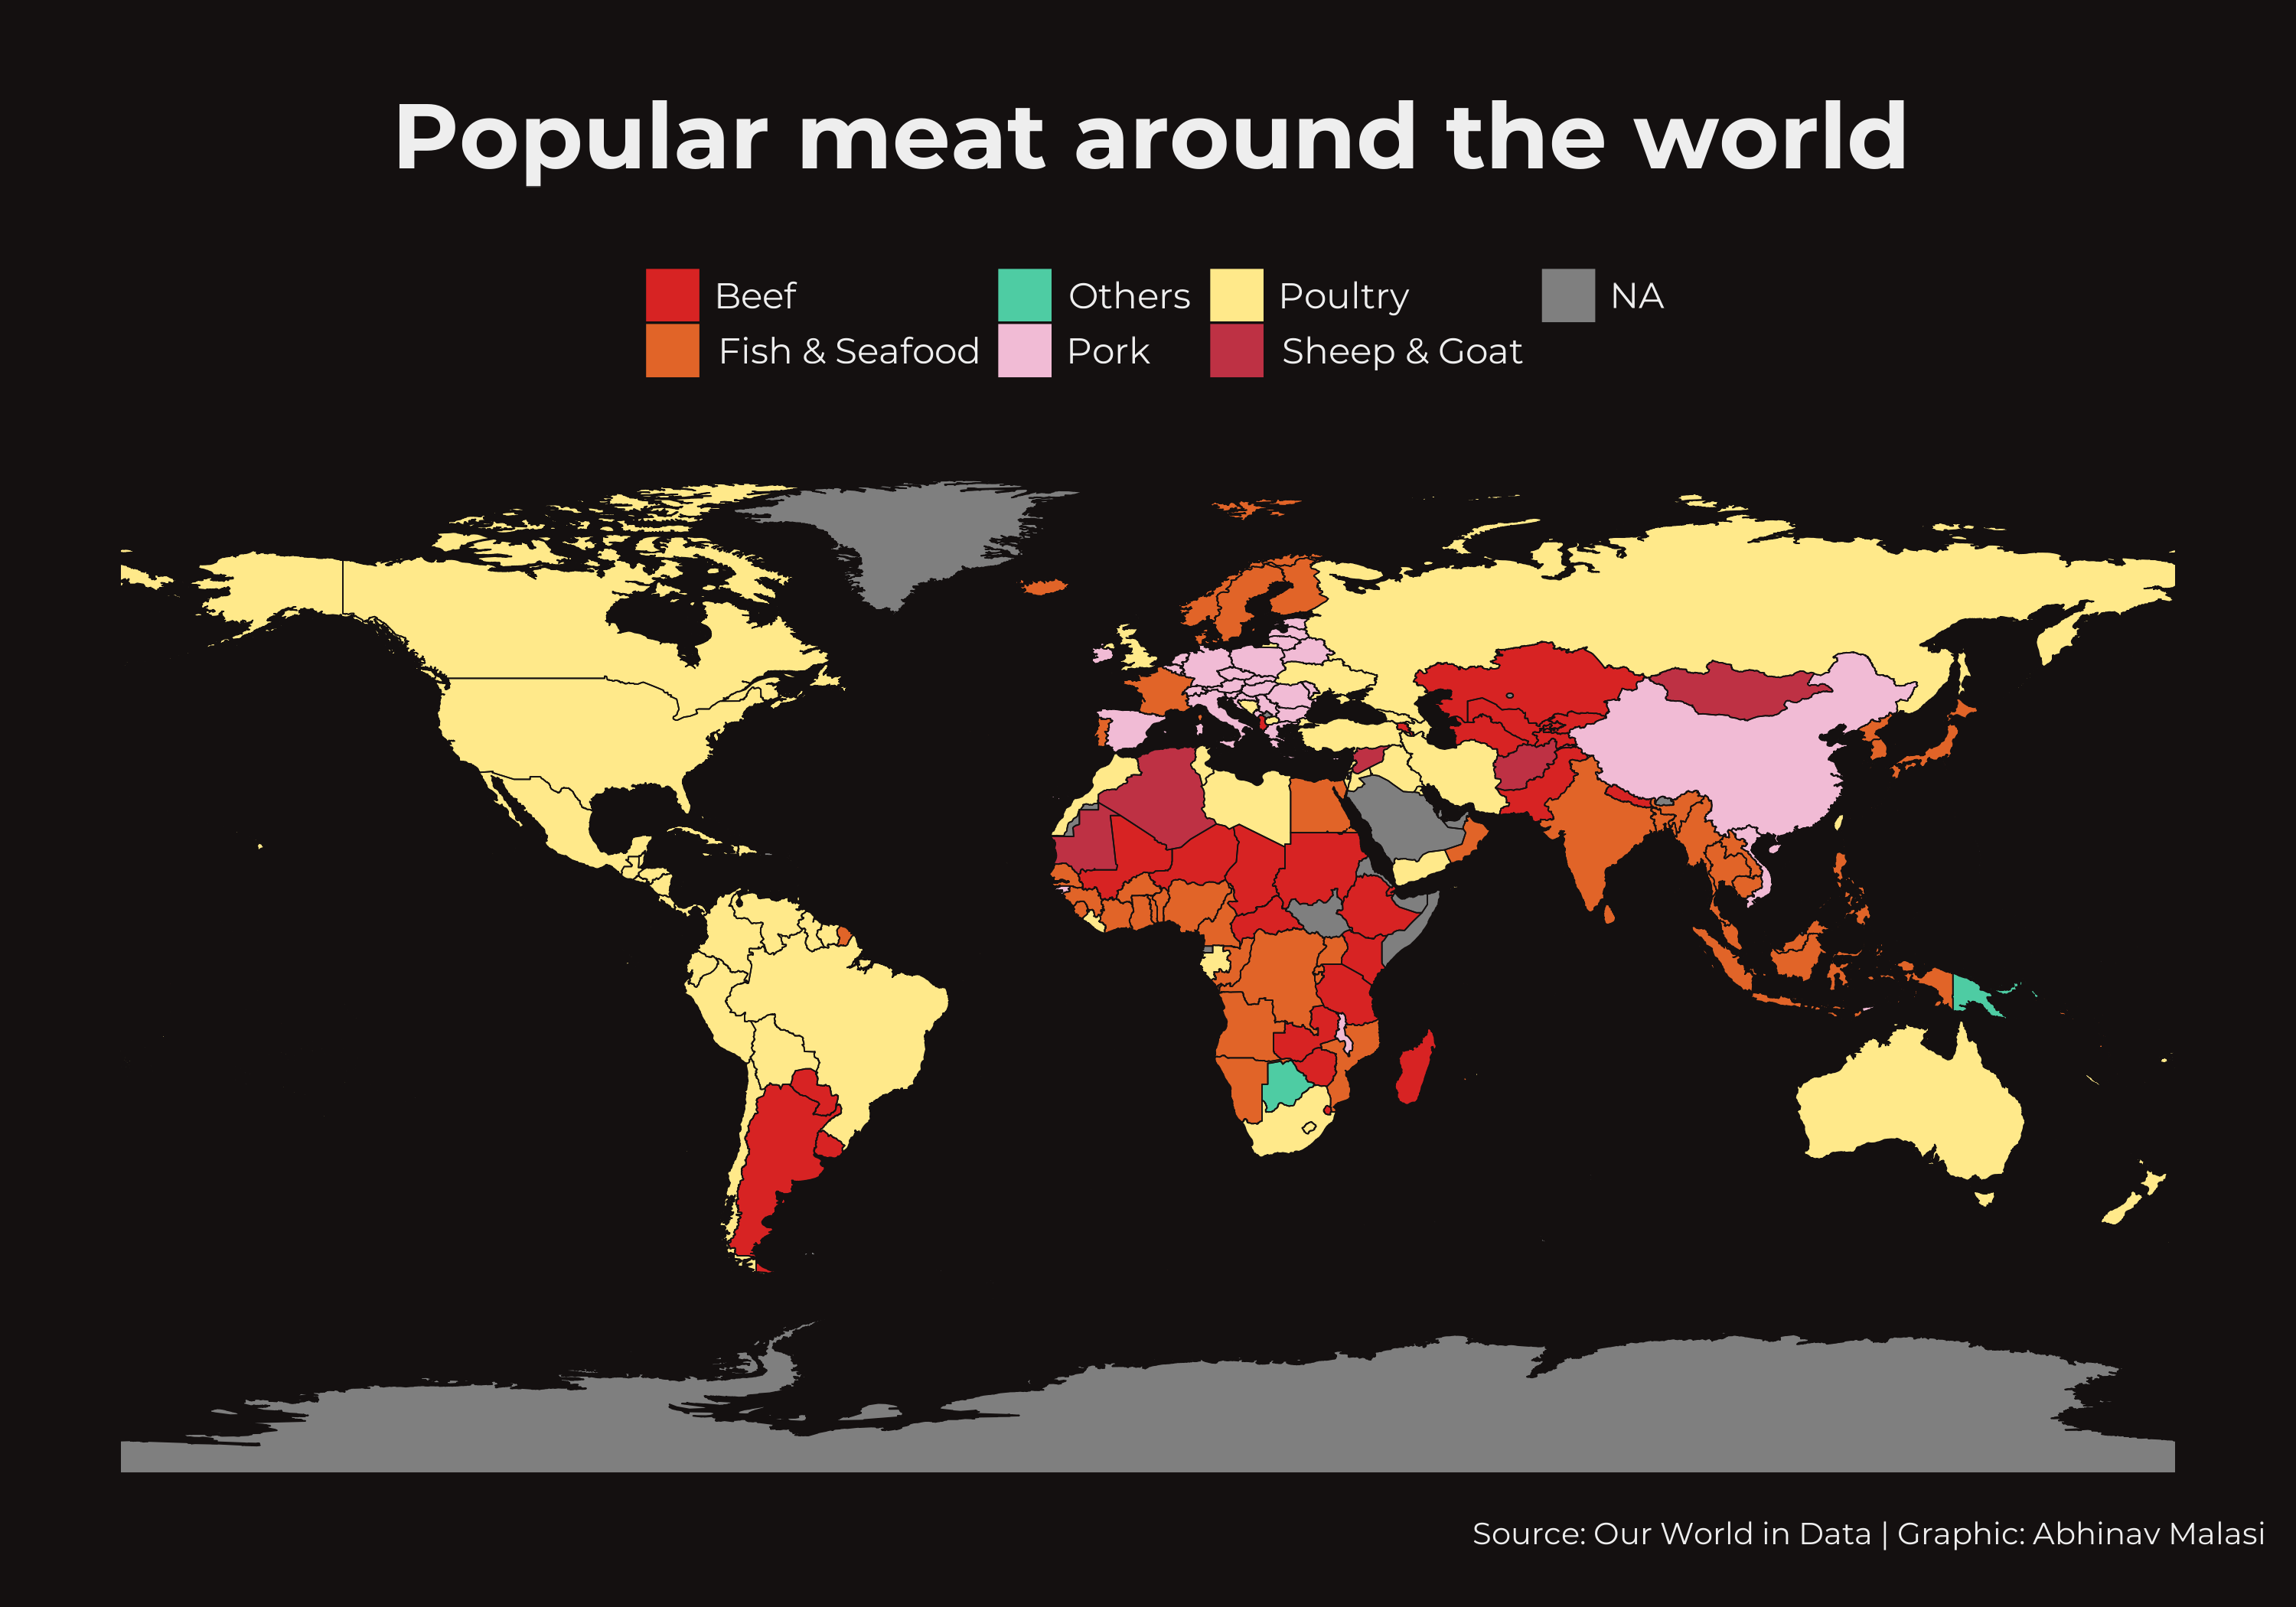 Popular meat around the world
Beef Others Poultry NA
Fish & Seafood Pork Sheep & Goat
Source: Our World in Data | Graphic: Abhinav Malasi